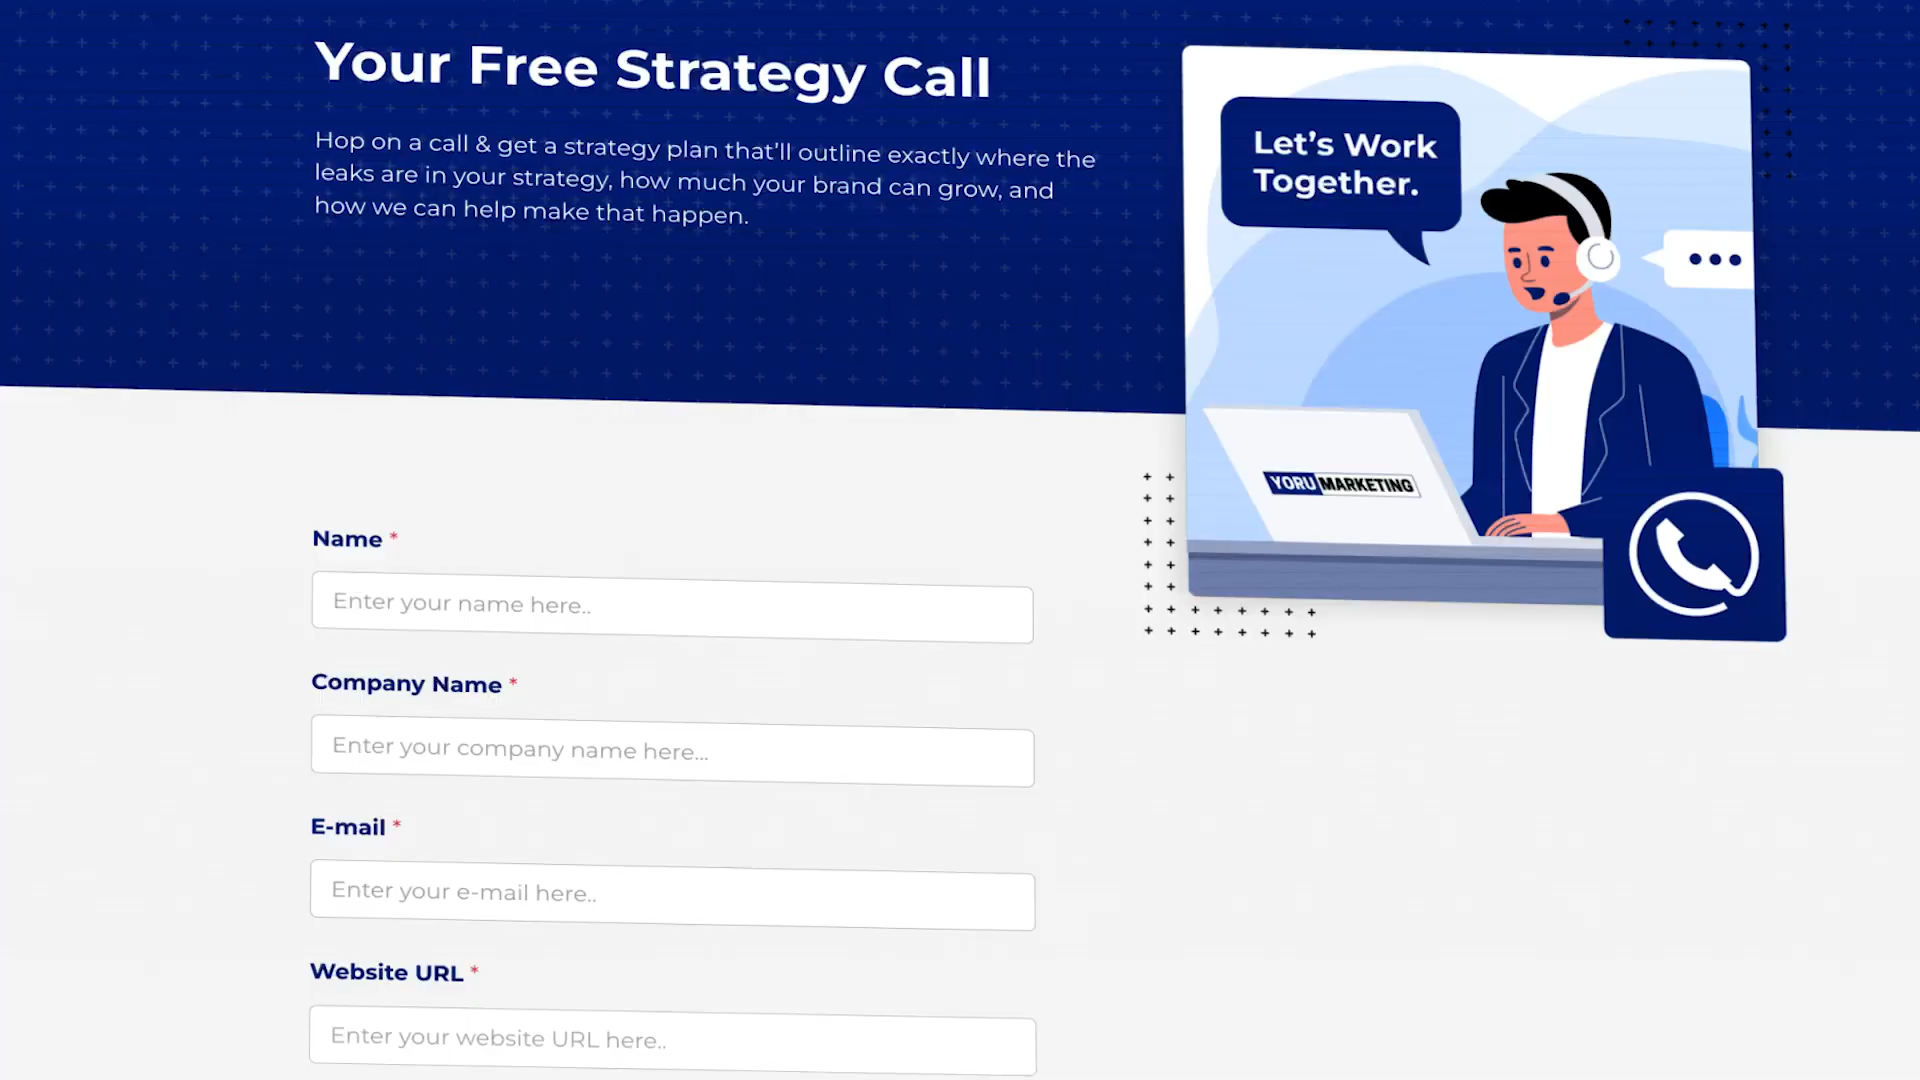 Your Free Strategy Call
Hop on a call & get a strategy plan that'll outline exactly where the
leaks are in your strategy, how much your brand can grow, and
how we can help make that happen.
Let's Work
Together.
YORU MARKETING
Name *
Enter your name here..
Company Name *
Enter your company name here...
E-mail *
Enter your e-mail here..
Website URL *
Enter your website URL here..